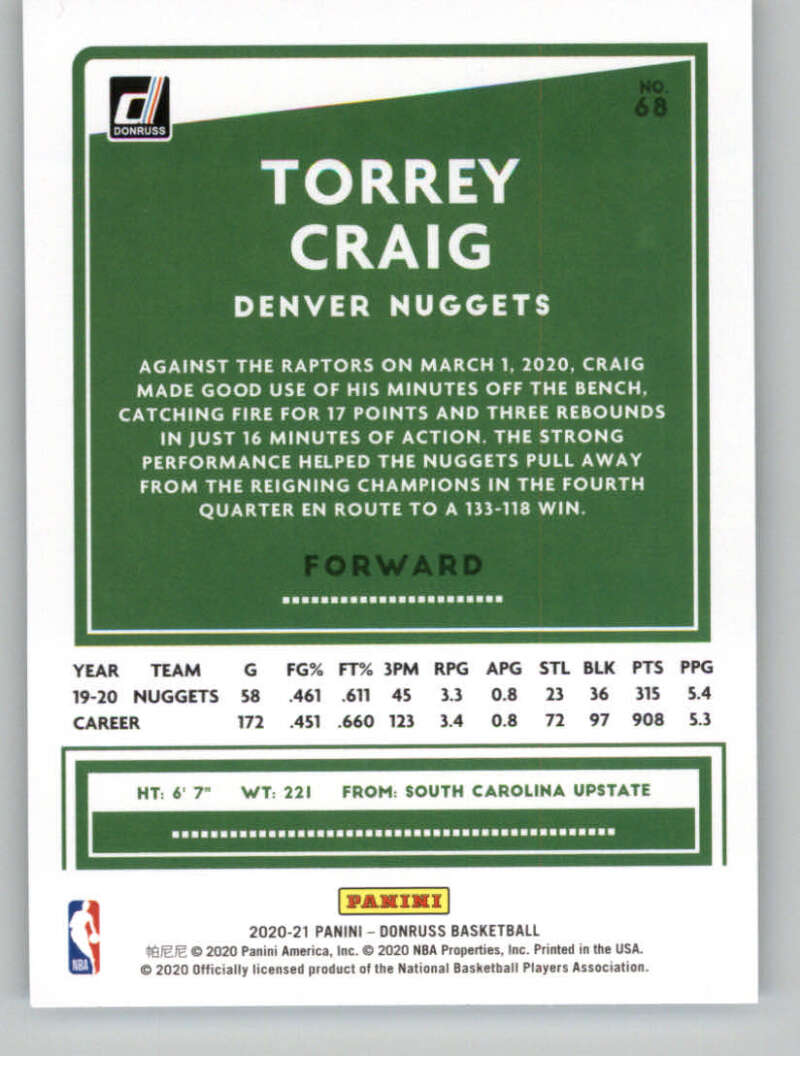 DONRUSS
NO.
68
TORREY
CRAIG
DENVER NUGGETS
AGAINST THE RAPTORS ON MARCH 1, 2020, CRAIG
MADE GOOD USE OF HIS MINUTES OFF THE BENCH,
CATCHING FIRE FOR 17 POINTS AND THREE REBOUNDS
IN JUST 16 MINUTES OF ACTION. THE STRONG
PERFORMANCE HELPED THE NUGGETS PULL AWAY
FROM THE REIGNING CHAMPIONS IN THE FOURTH
QUARTER EN ROUTE TO A 133-118 WIN.
FORWARD
YEAR TEAM G FG% FT% 3PM RPG APG STL BLK PTS PPG
19-20 NUGGETS 58 .461 .611 45 3.3 0.8 23 36 315 5.4
CAREER 172 .451 .660 123 3.4 0.8 72 97 908 5.3
HT: 6' 7" WT: 221 FROM: SOUTH CAROLINA UPSTATE
PANINI
2020-21 PANINI – DONRUSS BASKETBALL
帕尼尼 © 2020 Panini America, Inc. © 2020 NBA Properties, Inc. Printed in the USA.
© 2020 Officially licensed product of the National Basketball Players Association.
NBA